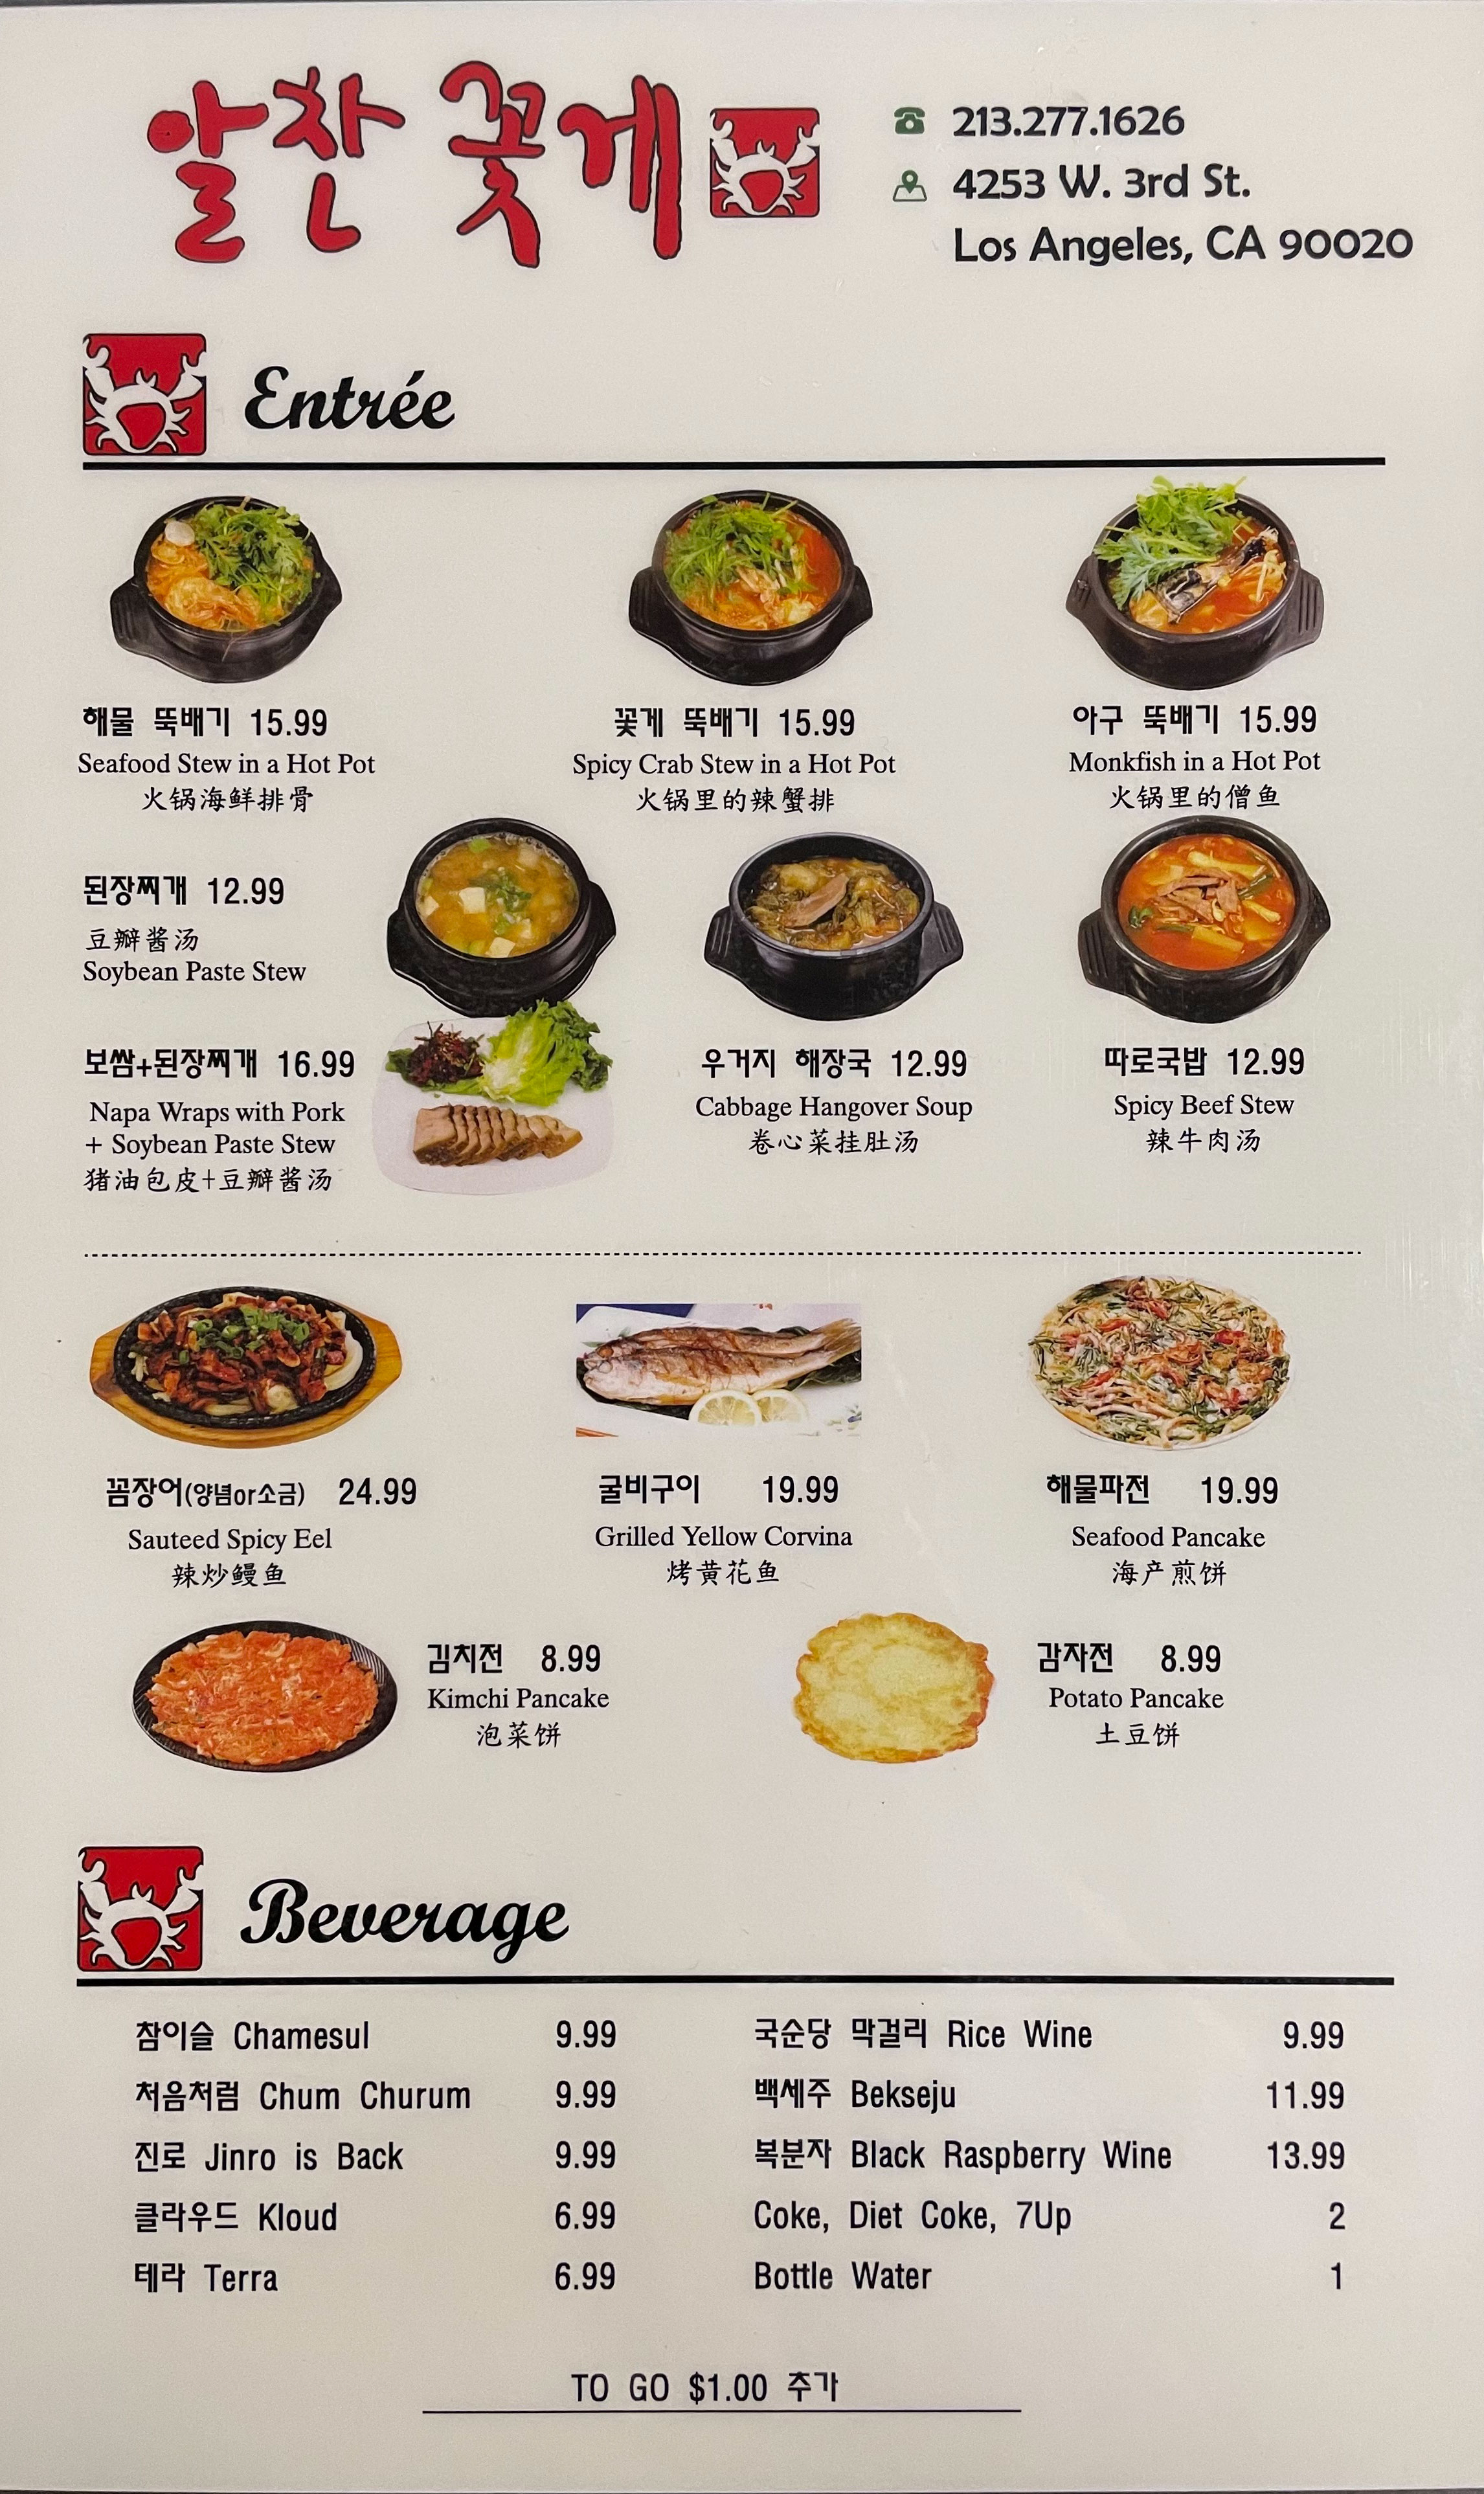 알찬 꽃게
213.277.1626
4253 W. 3rd St.
Los Angeles, CA 90020
Entrée
해물 뚝배기 15.99
Seafood Stew in a Hot Pot
火锅海鲜排骨
꽃게 뚝배기 15.99
Spicy Crab Stew in a Hot Pot
火锅里的辣蟹排
아구 뚝배기 15.99
Monkfish in a Hot Pot
火锅里的僧鱼
된장찌개 12.99
豆瓣酱汤
Soybean Paste Stew
보쌈+된장찌개 16.99
Napa Wraps with Pork
+ Soybean Paste Stew
猪油包皮+豆瓣酱汤
우거지 해장국 12.99
Cabbage Hangover Soup
卷心菜挂肚汤
따로국밥 12.99
Spicy Beef Stew
辣牛肉汤
꼼장어(양념or소금) 24.99
Sauteed Spicy Eel
辣炒鳗鱼
굴비구이 19.99
Grilled Yellow Corvina
烤黄花鱼
해물파전 19.99
Seafood Pancake
海产煎饼
김치전 8.99
Kimchi Pancake
泡菜饼
감자전 8.99
Potato Pancake
土豆饼
Beverage
참이슬 Chamesul 9.99
처음처럼 Chum Churum 9.99
진로 Jinro is Back 9.99
클라우드 Kloud 6.99
테라 Terra 6.99
국순당 막걸리 Rice Wine 9.99
백세주 Bekseju 11.99
복분자 Black Raspberry Wine 13.99
Coke, Diet Coke, 7Up 2
Bottle Water 1
TO GO $1.00 추가